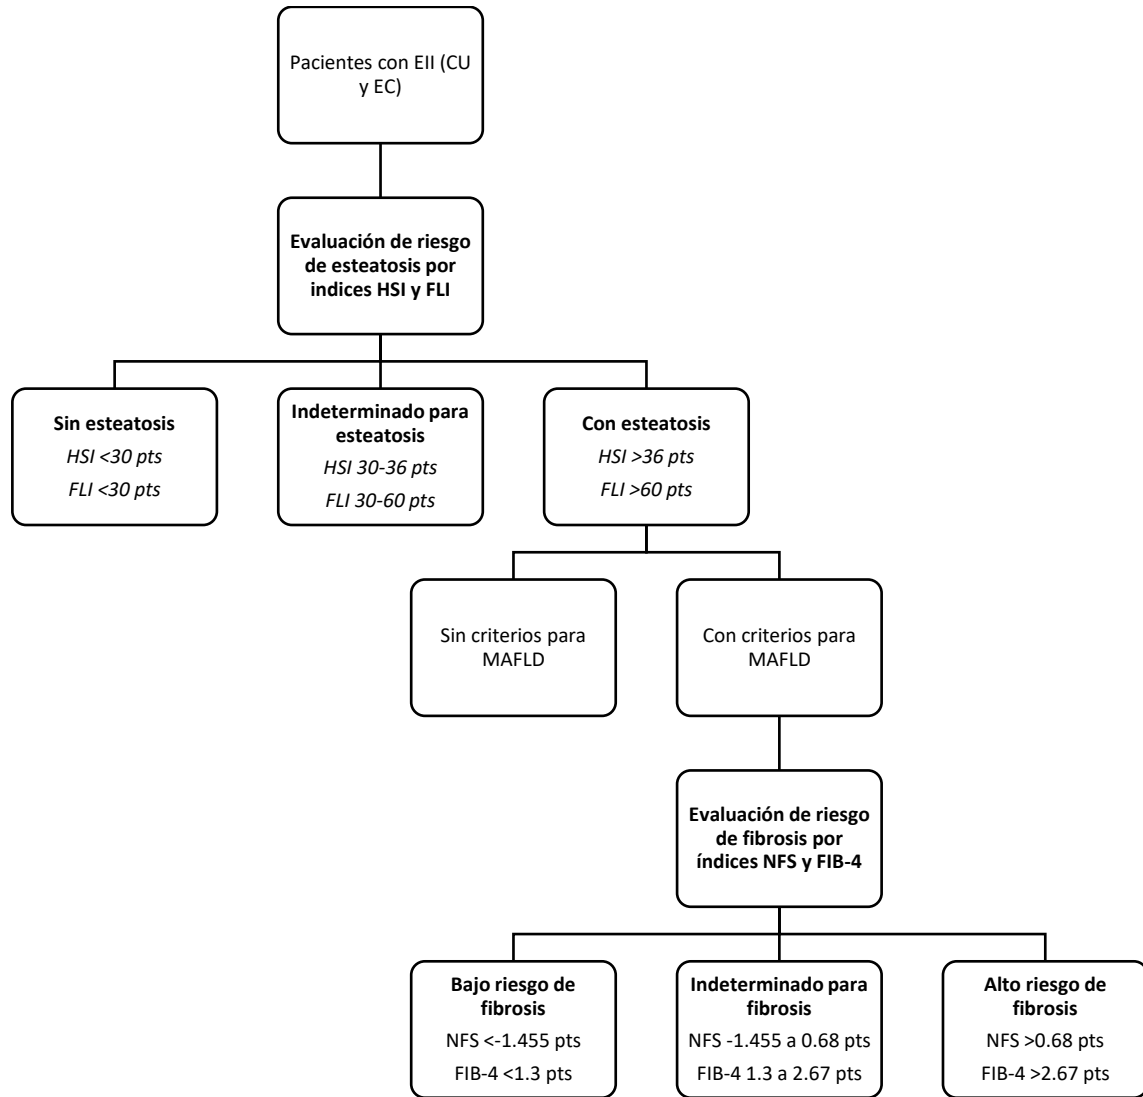 Pacientes con EII (CU
y EC)
Evaluación de riesgo
de esteatosis por
indices HSI y FLI
Sin esteatosis
HSI <30 pts
FLI <30 pts
Indeterminado para
esteatosis
HSI 30-36 pts
FLI 30-60 pts
Con esteatosis
HSI >36 pts
FLI >60 pts
Sin criterios para
MAFLD
Con criterios para
MAFLD
Evaluación de riesgo
de fibrosis por
índices NFS y FIB-4
Bajo riesgo de
fibrosis
NFS <-1.455 pts
FIB-4 <1.3 pts
Indeterminado para
fibrosis
NFS -1.455 a 0.68 pts
FIB-4 1.3 a 2.67 pts
Alto riesgo de
fibrosis
NFS >0.68 pts
FIB-4 >2.67 pts